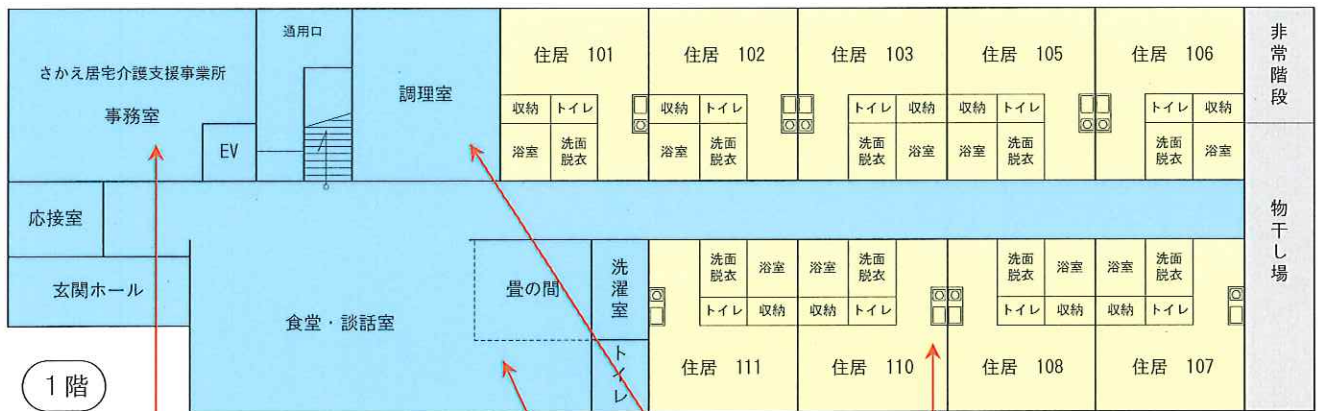 さかえ居宅介護支援事業所
事務室
EV
通用口
調理室
住居 101
収納 トイレ
浴室 洗面脱衣
住居 102
収納 トイレ
浴室 洗面脱衣
住居 103
トイレ 収納
洗面脱衣 浴室
住居 105
収納 トイレ
浴室 洗面脱衣
住居 106
トイレ 収納
洗面脱衣 浴室
非常階段
物干し場
応接室
玄関ホール
食堂・談話室
畳の間
洗濯室
トイレ
洗面脱衣 浴室
トイレ 収納
住居 111
浴室 洗面脱衣
収納 トイレ
住居 110
洗面脱衣 浴室
トイレ 収納
住居 108
浴室 洗面脱衣
収納 トイレ
住居 107
1階